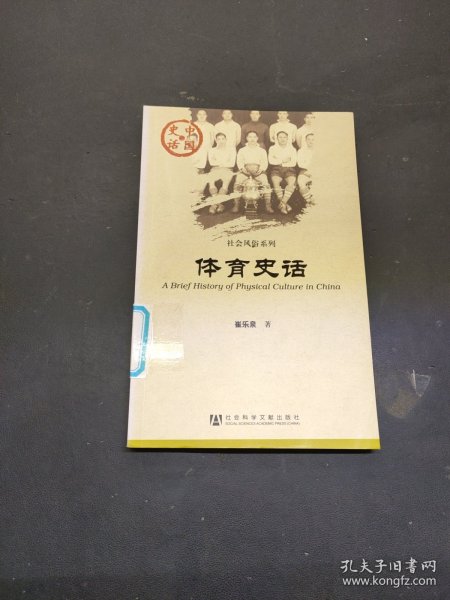 中国
史话
社会风俗系列
体育史话
A Brief History of Physical Culture in China
崔乐泉 著
社会科学文献出版社
SOCIAL SCIENCES ACADEMIC PRESS (CHINA)
孔夫子旧书网
www.kongfz.com